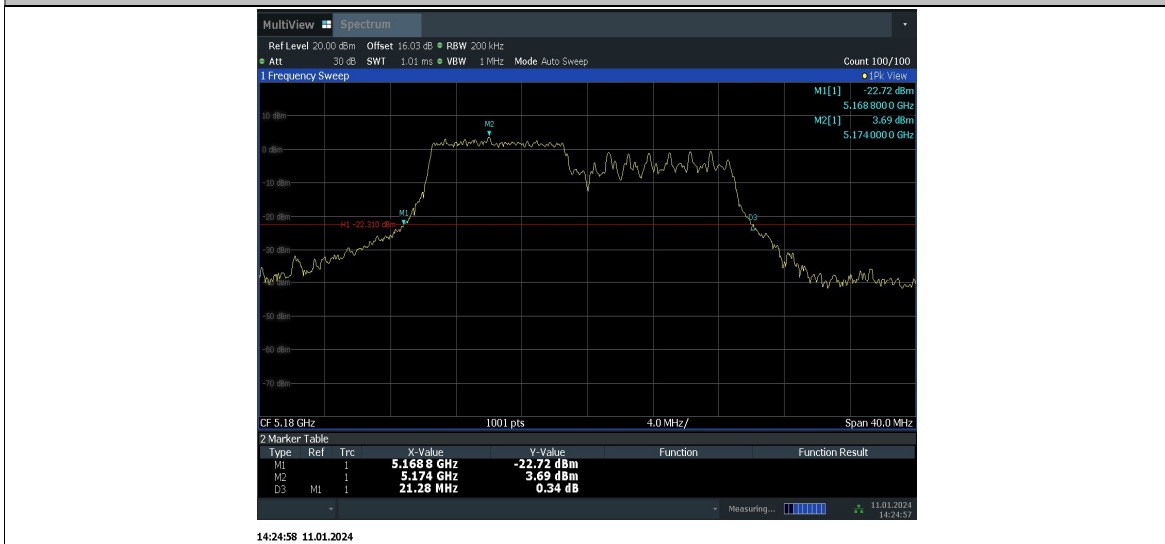 MultiView Spectrum
Ref Level 20.00 dBm Offset 16.03 dB RBW 200 kHz
Att 30 dB SWT 1.01 ms VBW 1 MHz Mode Auto Sweep Count 100/100
1 Frequency Sweep 1Pk View
M1[1] -22.72 dBm
5.168 800 0 GHz
10 dBm
M2[1] 3.69 dBm
5.174 000 0 GHz
M2
0 dBm
-10 dBm
-20 dBm
M1
D3
H1 -22.310 dBm
-30 dBm
-40 dBm
-50 dBm
-60 dBm
-70 dBm
CF 5.18 GHz 1001 pts 4.0 MHz/ Span 40.0 MHz
2 Marker Table
Type Ref Trc X-Value Y-Value Function Function Result
M1 1 5.168 8 GHz -22.72 dBm
M2 1 5.174 GHz 3.69 dBm
D3 M1 1 21.28 MHz 0.34 dB
Measuring... 11.01.2024
14:24:57
14:24:58 11.01.2024